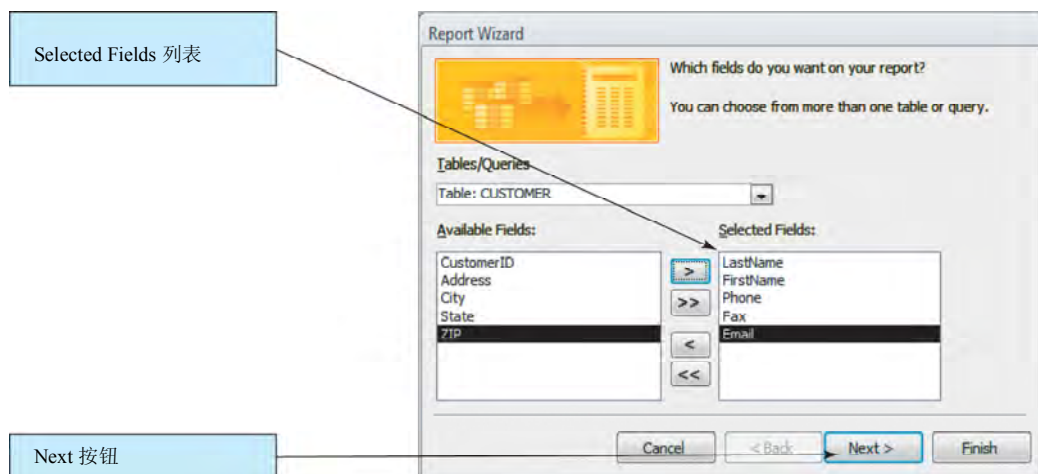 Selected Fields 列表
Report Wizard
Which fields do you want on your report?
You can choose from more than one table or query.
Tables/Queries
Table: CUSTOMER
Available Fields:
Selected Fields:
CustomerID
Address
City
State
ZIP
>
>>
<
<<
LastName
FirstName
Phone
Fax
Email
Next 按钮
Cancel
< Back
Next >
Finish